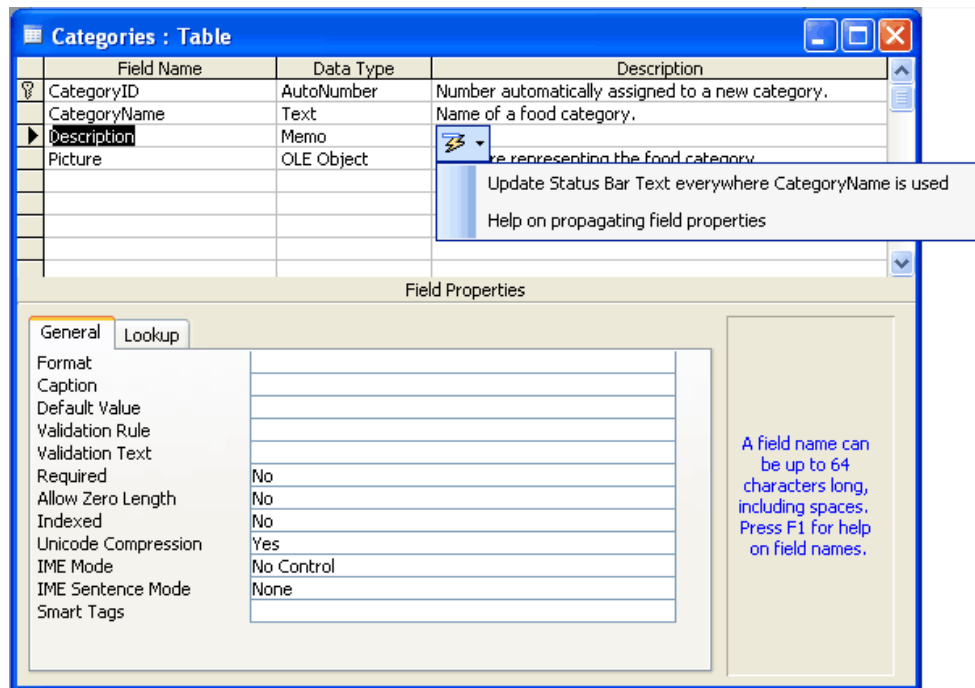 Categories : Table
Field Name Data Type Description
CategoryID AutoNumber Number automatically assigned to a new category.
CategoryName Text Name of a food category.
Description Memo
Picture OLE Object re representing the food category
Update Status Bar Text everywhere CategoryName is used
Help on propagating field properties
Field Properties
General Lookup
Format
Caption
Default Value
Validation Rule
Validation Text
Required No
Allow Zero Length No
Indexed No
Unicode Compression Yes
IME Mode No Control
IME Sentence Mode None
Smart Tags
A field name can
be up to 64
characters long,
including spaces.
Press F1 for help
on field names.